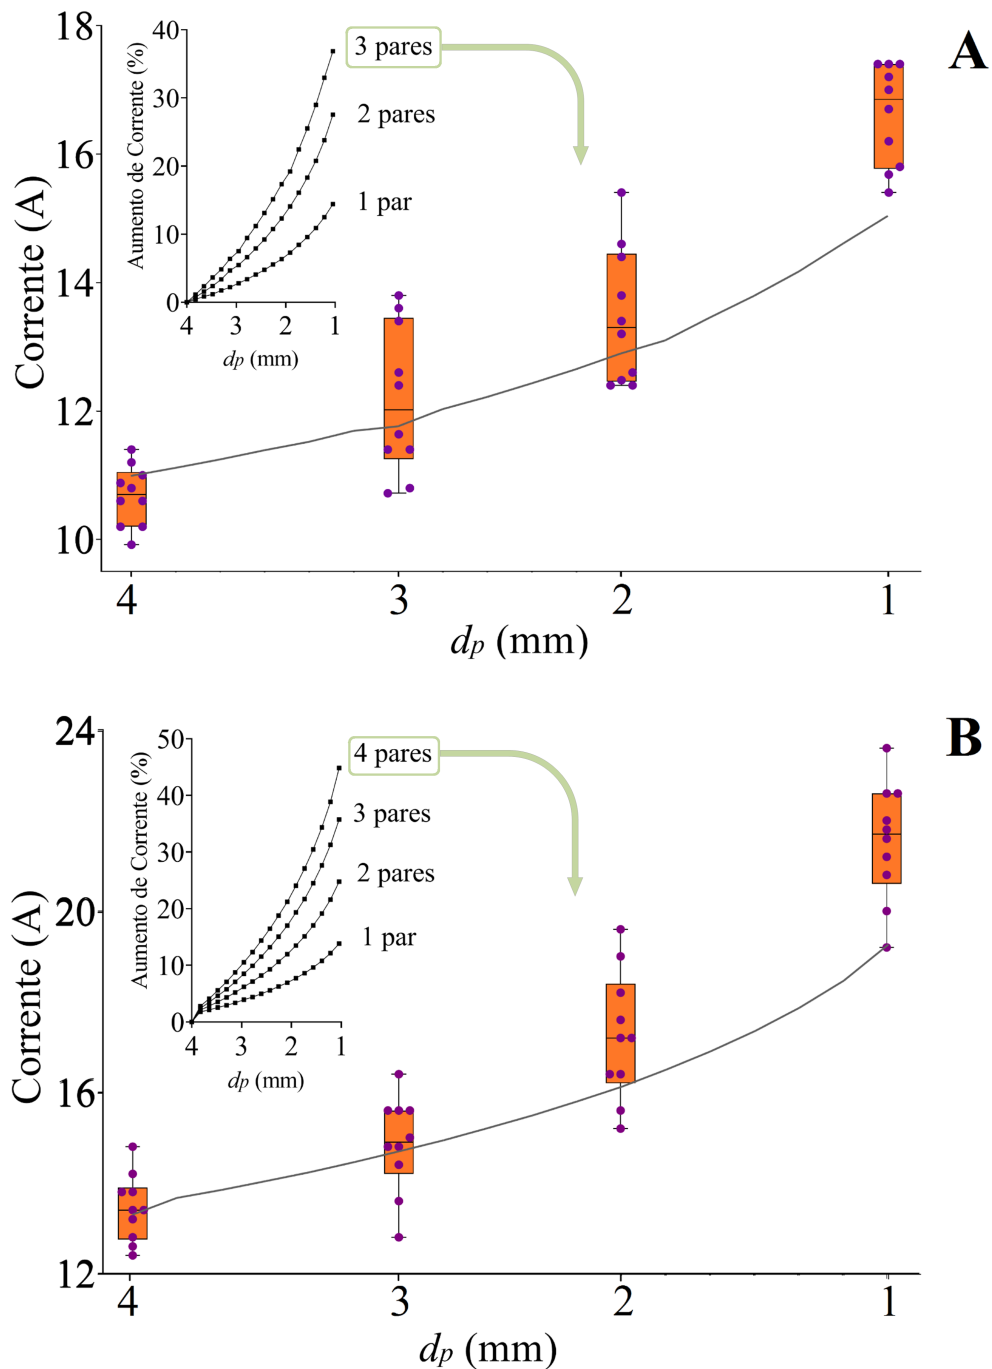 A
18
16
14
12
10
Corrente (A)
4
3
2
1
dp (mm)
40
30
20
10
0
Aumento de Corrente (%)
4
3
2
1
dp (mm)
3 pares
2 pares
1 par
B
24
20
16
12
Corrente (A)
4
3
2
1
dp (mm)
50
40
30
20
10
0
Aumento de Corrente (%)
4
3
2
1
dp (mm)
4 pares
3 pares
2 pares
1 par